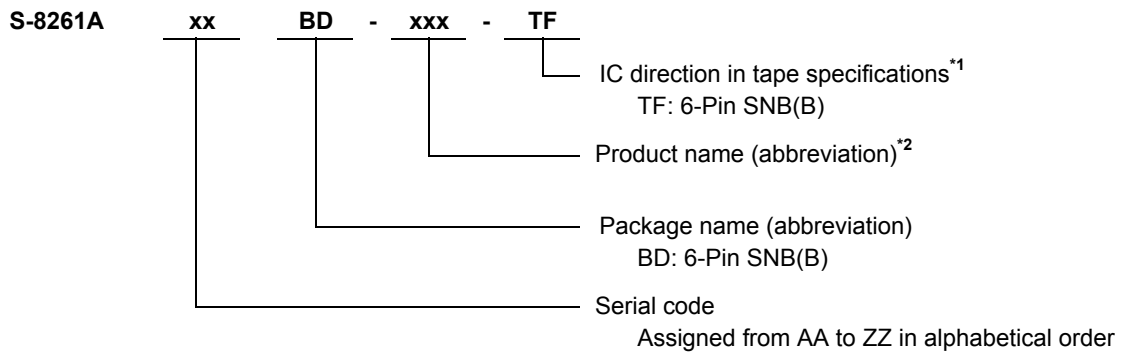 S-8261A xx BD - xxx - TF
IC direction in tape specifications*1
TF: 6-Pin SNB(B)
Product name (abbreviation)*2
Package name (abbreviation)
BD: 6-Pin SNB(B)
Serial code
Assigned from AA to ZZ in alphabetical order